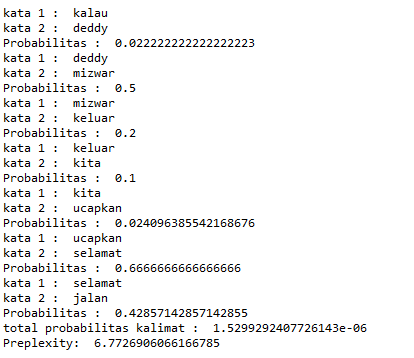 kata 1 :  kalau
kata 2 :  deddy
Probabilitas :  0.022222222222222223
kata 1 :  deddy
kata 2 :  mizwar
Probabilitas :  0.5
kata 1 :  mizwar
kata 2 :  keluar
Probabilitas :  0.2
kata 1 :  keluar
kata 2 :  kita
Probabilitas :  0.1
kata 1 :  kita
kata 2 :  ucapkan
Probabilitas :  0.024096385542168676
kata 1 :  ucapkan
kata 2 :  selamat
Probabilitas :  0.6666666666666666
kata 1 :  selamat
kata 2 :  jalan
Probabilitas :  0.42857142857142855
total probabilitas kalimat :  1.5299292407726143e-06
Preplexity:  6.7726906066166785